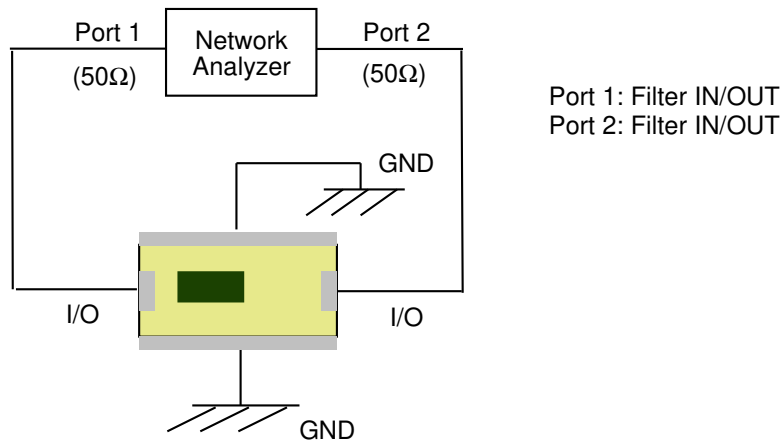 Port 1
Network
Analyzer
Port 2
(50Ω)
(50Ω)
Port 1: Filter IN/OUT
Port 2: Filter IN/OUT
GND
I/O
I/O
GND